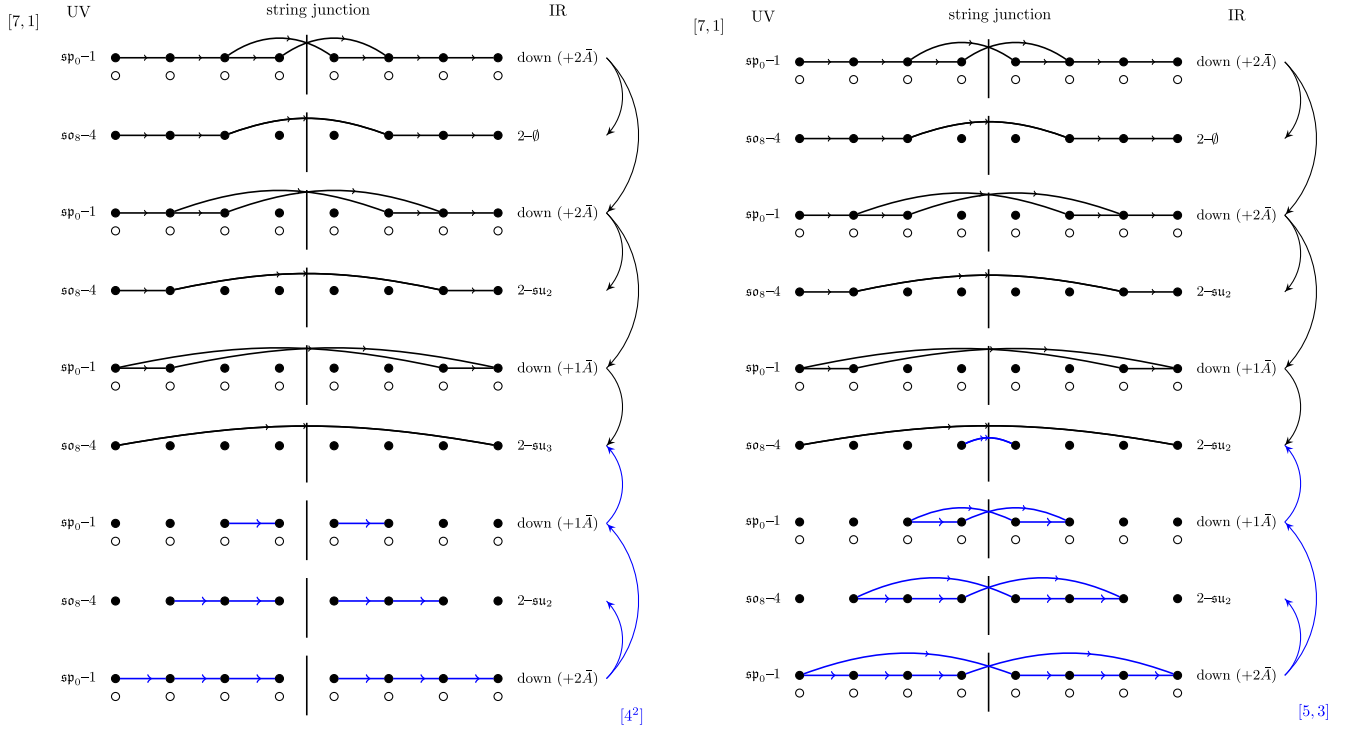 [7, 1] UV string junction IR
𝔰𝔭₀–1 down (+2Ā)
𝔰𝔬₈–4 2–∅
𝔰𝔭₀–1 down (+2Ā)
𝔰𝔬₈–4 2–𝔰𝔲₂
𝔰𝔭₀–1 down (+1Ā)
𝔰𝔬₈–4 2–𝔰𝔲₃
𝔰𝔭₀–1 down (+1Ā)
𝔰𝔬₈–4 2–𝔰𝔲₂
𝔰𝔭₀–1 down (+2Ā)
[4²]
[7, 1] UV string junction IR
𝔰𝔭₀–1 down (+2Ā)
𝔰𝔬₈–4 2–∅
𝔰𝔭₀–1 down (+2Ā)
𝔰𝔬₈–4 2–𝔰𝔲₂
𝔰𝔭₀–1 down (+1Ā)
𝔰𝔬₈–4 2–𝔰𝔲₂
𝔰𝔭₀–1 down (+1Ā)
𝔰𝔬₈–4 2–𝔰𝔲₂
𝔰𝔭₀–1 down (+2Ā)
[5, 3]